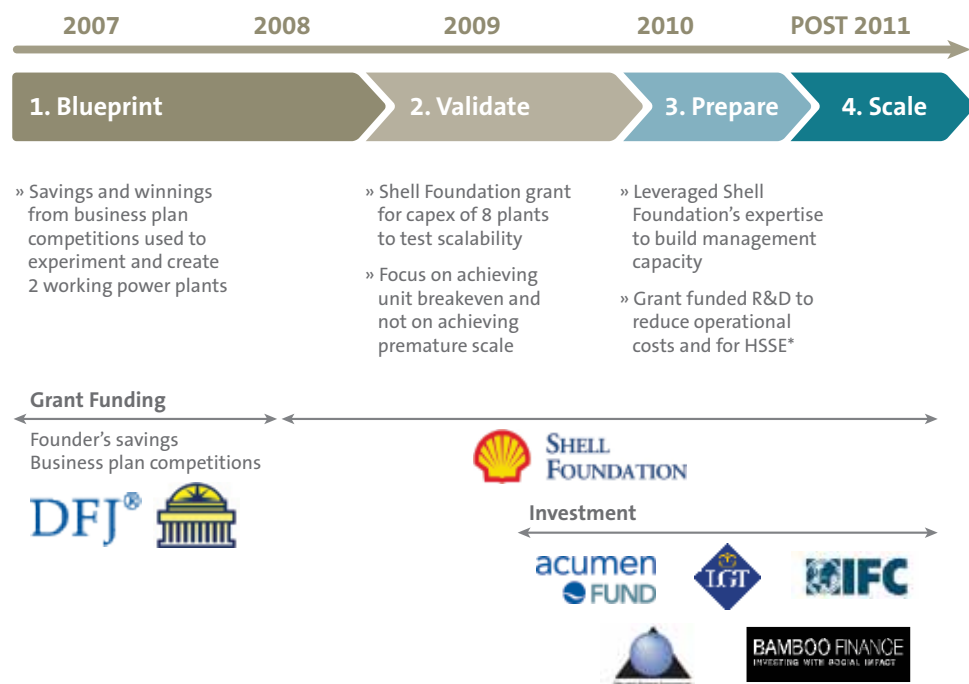 2007 2008 2009 2010 POST 2011
1. Blueprint 2. Validate 3. Prepare 4. Scale
» Savings and winnings
from business plan
competitions used to
experiment and create
2 working power plants
» Shell Foundation grant
for capex of 8 plants
to test scalability
» Focus on achieving
unit breakeven and
not on achieving
premature scale
» Leveraged Shell
Foundation’s expertise
to build management
capacity
» Grant funded R&D to
reduce operational
costs and for HSSE*
Grant Funding
Founder’s savings
Business plan competitions
DFJ®
SHELL
FOUNDATION
Investment
acumen
FUND
LGT
IFC
BAMBOO FINANCE
INVESTING WITH SOCIAL IMPACT